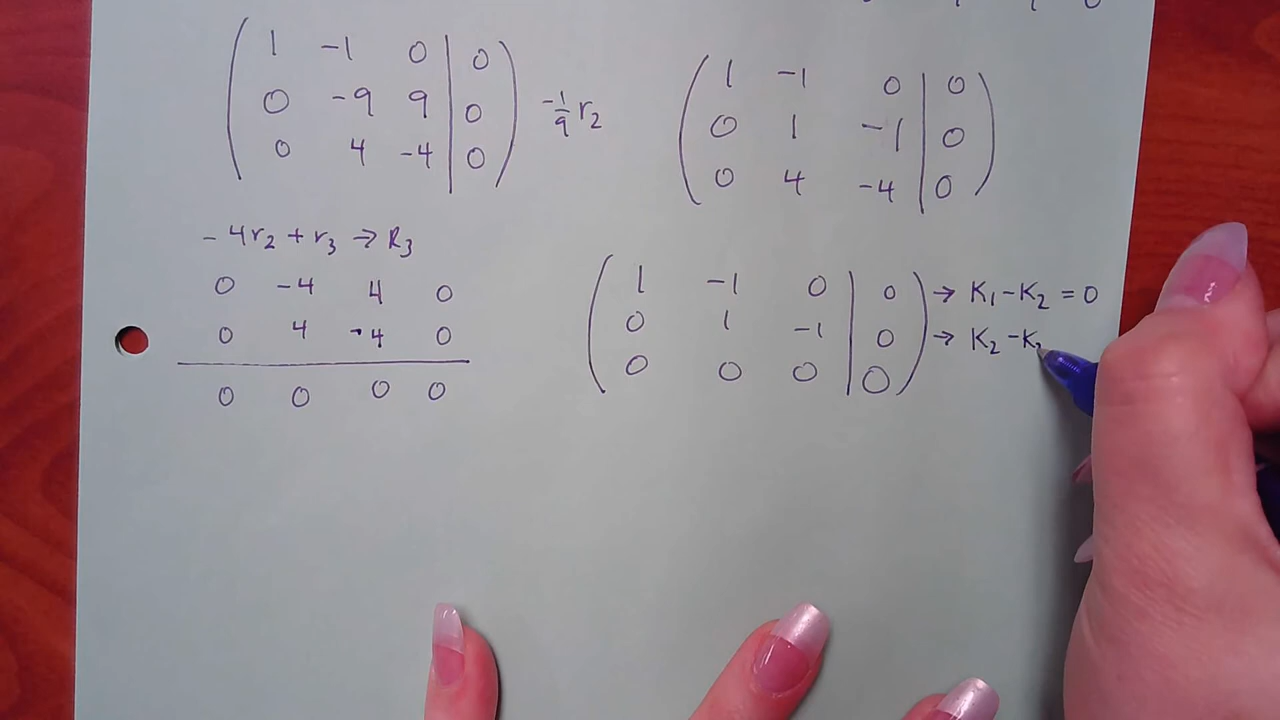 1 -1 0 | 0
0 -9 9 | 0
0 4 -4 | 0
-1/9 r₂
1 -1 0 | 0
0 1 -1 | 0
0 4 -4 | 0
-4r₂ + r₃ → R₃
0 -4 4 0
0 4 -4 0
0 0 0 0
1 -1 0 | 0 → K₁ - K₂ = 0
0 1 -1 | 0 → K₂ - K
0 0 0 | 0